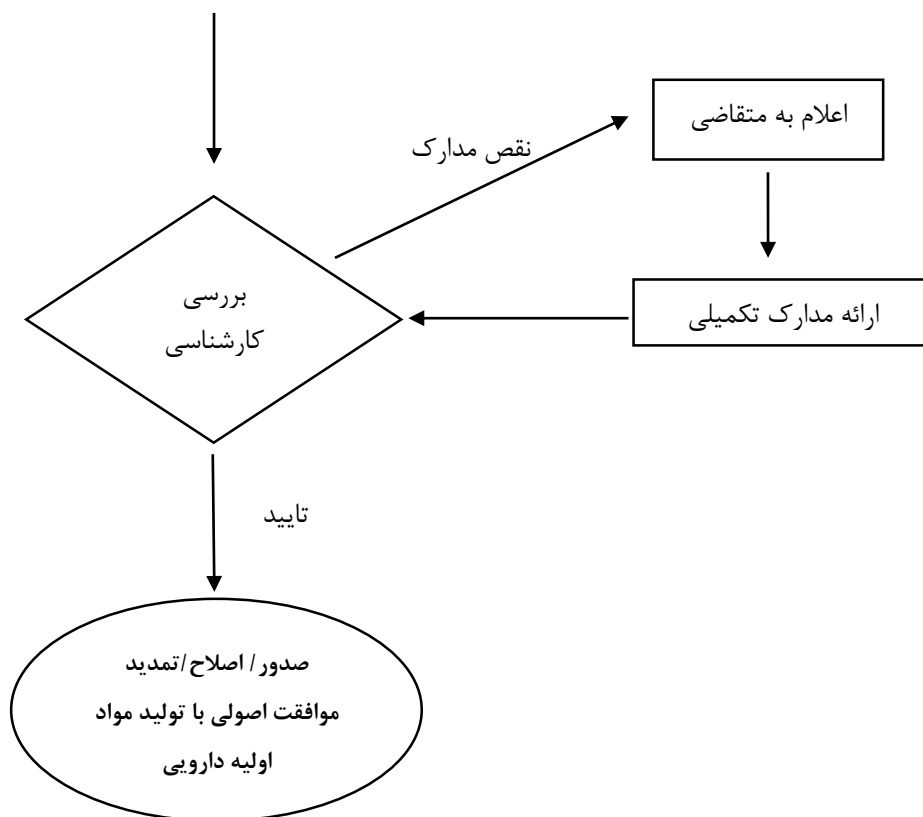 اعلام به متقاضی
نقص مدارک
ارائه مدارک تکمیلی
بررسی
کارشناسی
تایید
صدور/ اصلاح/تمدید
موافقت اصولی با تولید مواد
اولیه دارویی